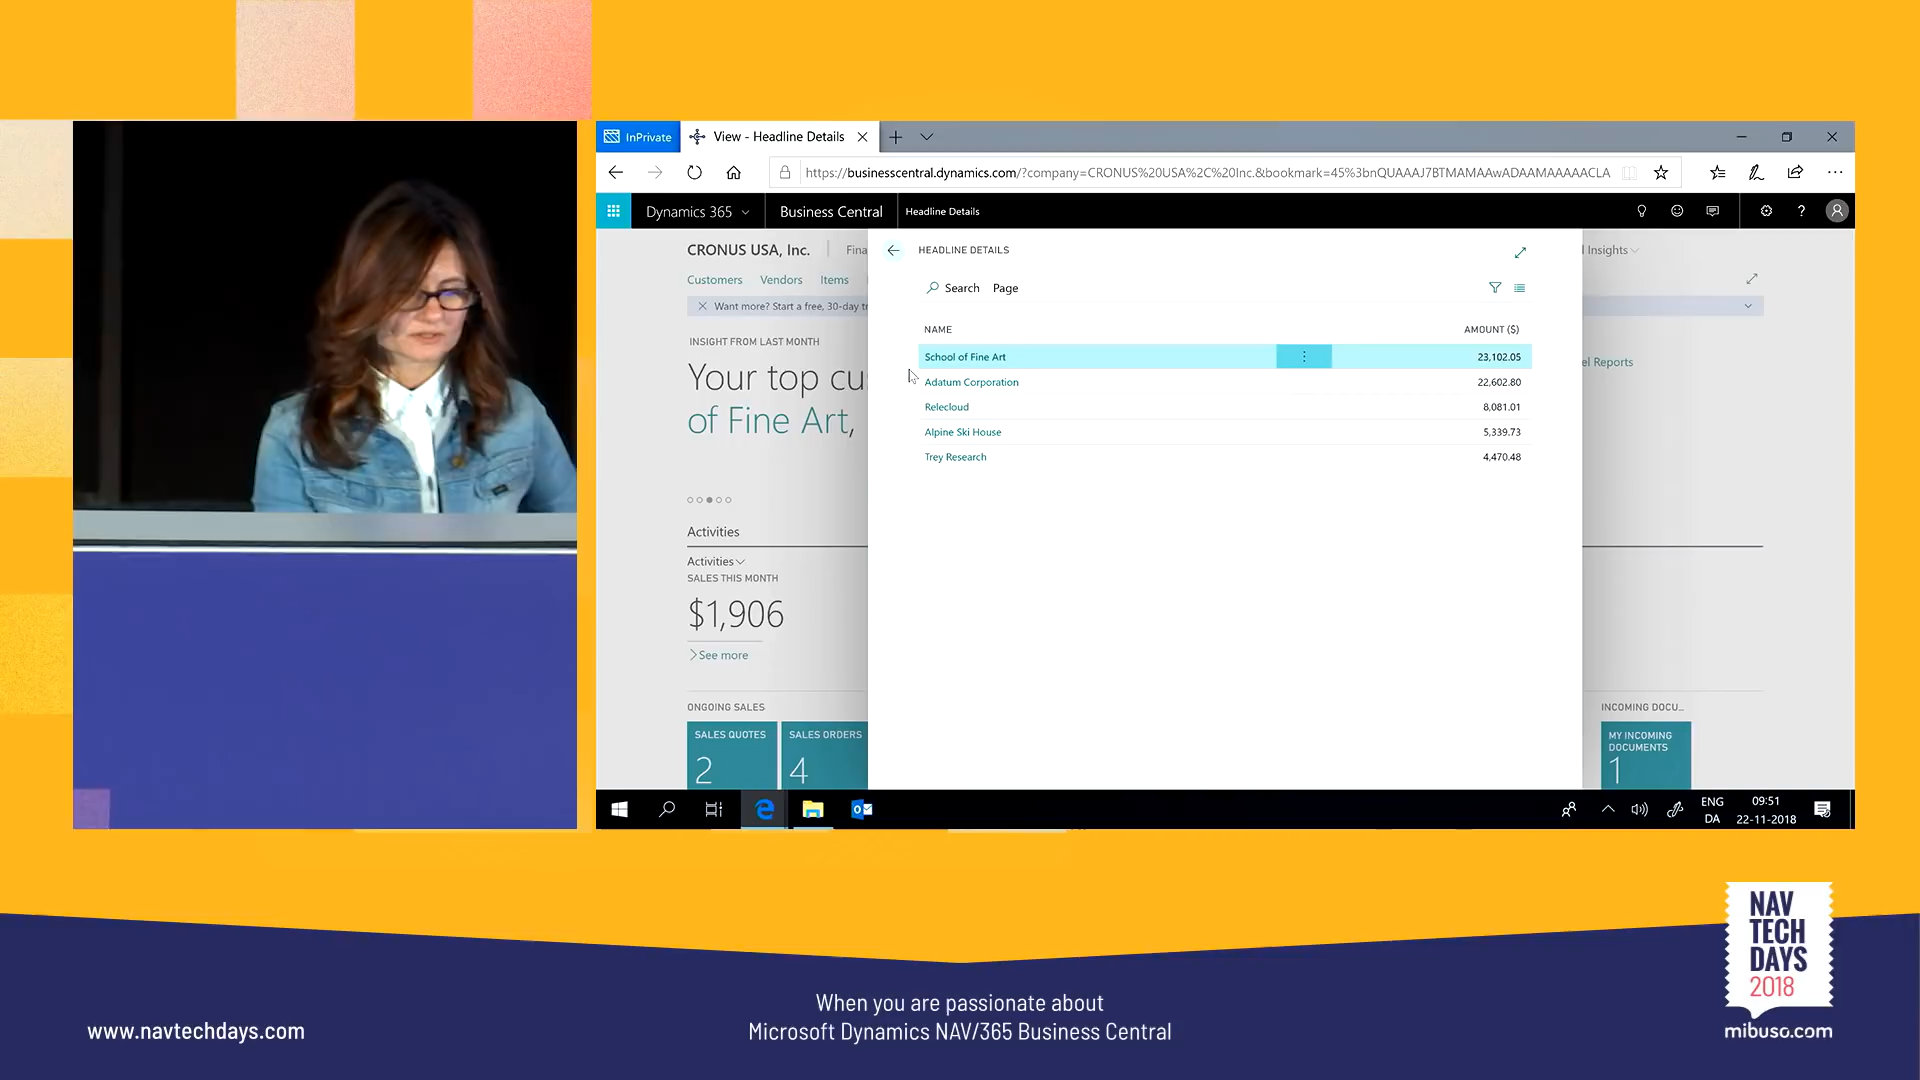 InPrivate
View - Headline Details
https://businesscentral.dynamics.com/?company=CRONUS%20USA%2C%20Inc.&bookmark=45%3bnQUAAAJ7BTMAMAAwADAAMAAAAACLA
Dynamics 365
Business Central
Headline Details
?
CRONUS USA, Inc.
Fina
l Insights
Customers
Vendors
Items
Want more? Start a free, 30-day tr
INSIGHT FROM LAST MONTH
Your top cu
of Fine Art,
el Reports
HEADLINE DETAILS
Search
Page
NAME
AMOUNT ($)
School of Fine Art
23,102.05
Adatum Corporation
22,602.80
Relecloud
8,081.01
Alpine Ski House
5,339.73
Trey Research
4,470.48
Activities
Activities
SALES THIS MONTH
$1,906
See more
ONGOING SALES
SALES QUOTES
2
SALES ORDERS
4
INCOMING DOCU...
MY INCOMING
DOCUMENTS
1
ENG
DA
09:51
22-11-2018
NAV
TECH
DAYS
2018
mibuso.com
www.navtechdays.com
When you are passionate about
Microsoft Dynamics NAV/365 Business Central